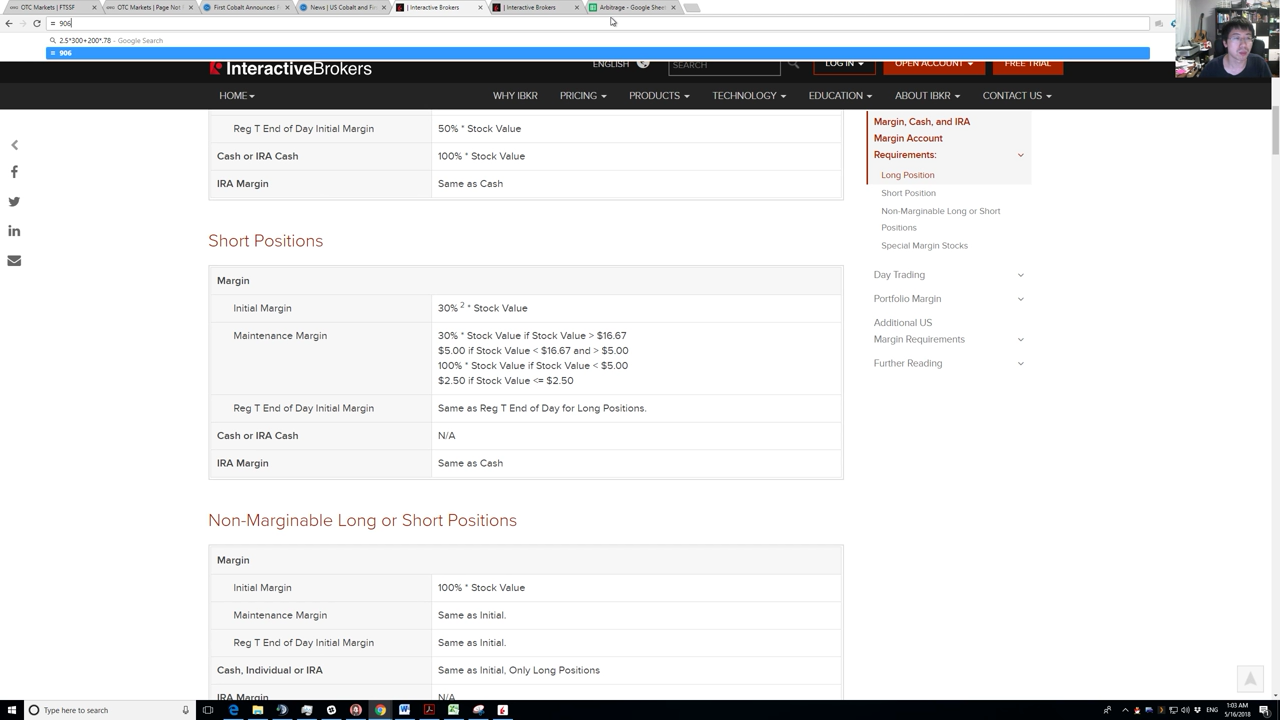 OTC Markets | FTSSF
OTC Markets | Page Not
First Cobalt Announces
News | US Cobalt and Fir
| Interactive Brokers
| Interactive Brokers
Arbitrage - Google Sheet
= 906
2.5*300+200*.78 - Google Search
= 906
InteractiveBrokers
ENGLISH
SEARCH
LOG IN
OPEN ACCOUNT
FREE TRIAL
HOME
WHY IBKR
PRICING
PRODUCTS
TECHNOLOGY
EDUCATION
ABOUT IBKR
CONTACT US
Reg T End of Day Initial Margin 50% * Stock Value
Cash or IRA Cash 100% * Stock Value
IRA Margin Same as Cash
Short Positions
Margin
Initial Margin 30% 2 * Stock Value
Maintenance Margin 30% * Stock Value if Stock Value > $16.67
$5.00 if Stock Value < $16.67 and > $5.00
100% * Stock Value if Stock Value < $5.00
$2.50 if Stock Value <= $2.50
Reg T End of Day Initial Margin Same as Reg T End of Day for Long Positions.
Cash or IRA Cash N/A
IRA Margin Same as Cash
Non-Marginable Long or Short Positions
Margin
Initial Margin 100% * Stock Value
Maintenance Margin Same as Initial.
Reg T End of Day Initial Margin Same as Initial.
Cash, Individual or IRA Same as Initial, Only Long Positions
IRA Margin N/A
Margin, Cash, and IRA
Margin Account
Requirements:
Long Position
Short Position
Non-Marginable Long or Short
Positions
Special Margin Stocks
Day Trading
Portfolio Margin
Additional US
Margin Requirements
Further Reading
Type here to search
ENG
1:03 AM
5/16/2018